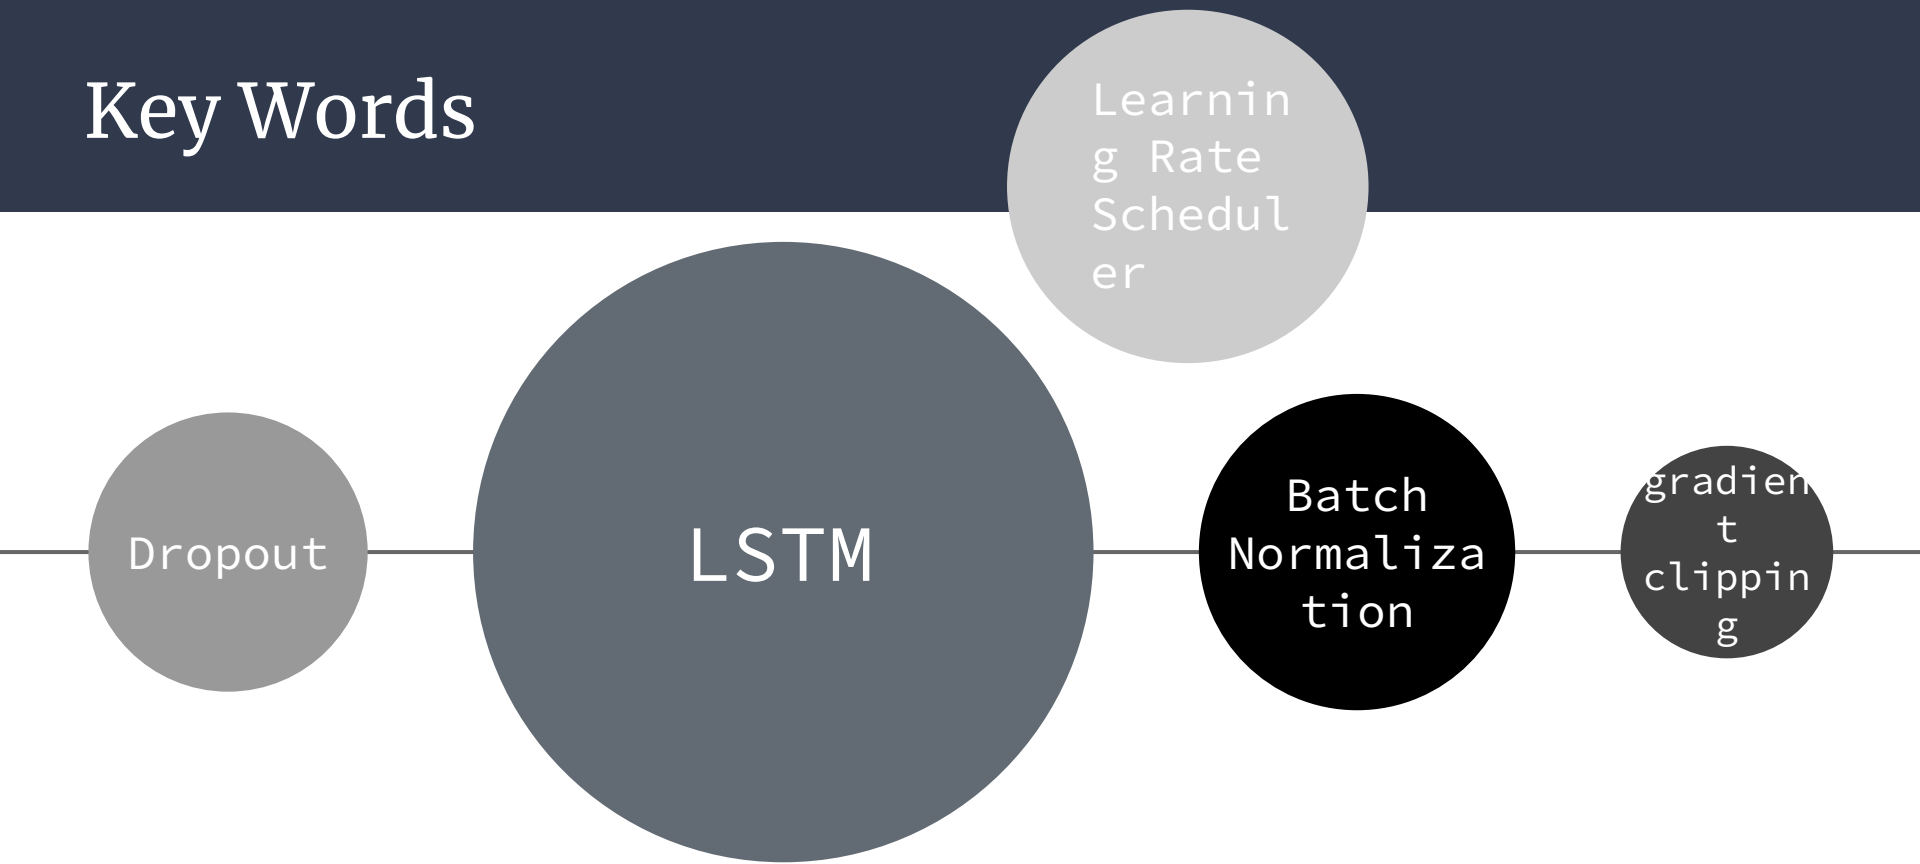 Key Words
Learnin
g Rate
Schedul
er
Dropout
LSTM
Batch
Normaliza
tion
gradien
t
clippin
g